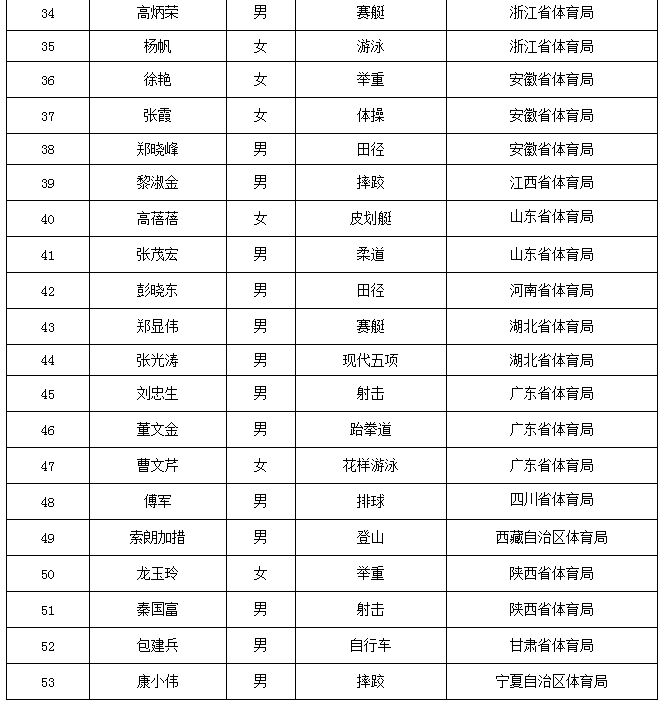 34 高炳荣 男 赛艇 浙江省体育局
35 杨帆 女 游泳 浙江省体育局
36 徐艳 女 举重 安徽省体育局
37 张霞 女 体操 安徽省体育局
38 郑晓峰 男 田径 安徽省体育局
39 黎淑金 男 摔跤 江西省体育局
40 高蓓蓓 女 皮划艇 山东省体育局
41 张茂宏 男 柔道 山东省体育局
42 彭晓东 男 田径 河南省体育局
43 郑显伟 男 赛艇 湖北省体育局
44 张光涛 男 现代五项 湖北省体育局
45 刘忠生 男 射击 广东省体育局
46 董文金 男 跆拳道 广东省体育局
47 曹文芹 女 花样游泳 广东省体育局
48 傅军 男 排球 四川省体育局
49 索朗加措 男 登山 西藏自治区体育局
50 龙玉玲 女 举重 陕西省体育局
51 秦国富 男 射击 陕西省体育局
52 包建兵 男 自行车 甘肃省体育局
53 康小伟 男 摔跤 宁夏自治区体育局